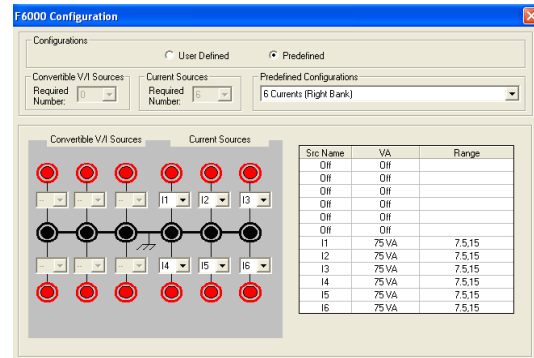 F6000 Configuration
Configurations
User Defined
Predefined
Convertible V/I Sources
Required Number: 0
Current Sources
Required Number: 6
Predefined Configurations
6 Currents (Right Bank)
Convertible V/I Sources
Current Sources
-- -- -- I1 I2 I3
-- -- -- I4 I5 I6
Src Name VA Range
Off Off
Off Off
Off Off
Off Off
Off Off
Off Off
I1 75 VA 7.5,15
I2 75 VA 7.5,15
I3 75 VA 7.5,15
I4 75 VA 7.5,15
I5 75 VA 7.5,15
I6 75 VA 7.5,15